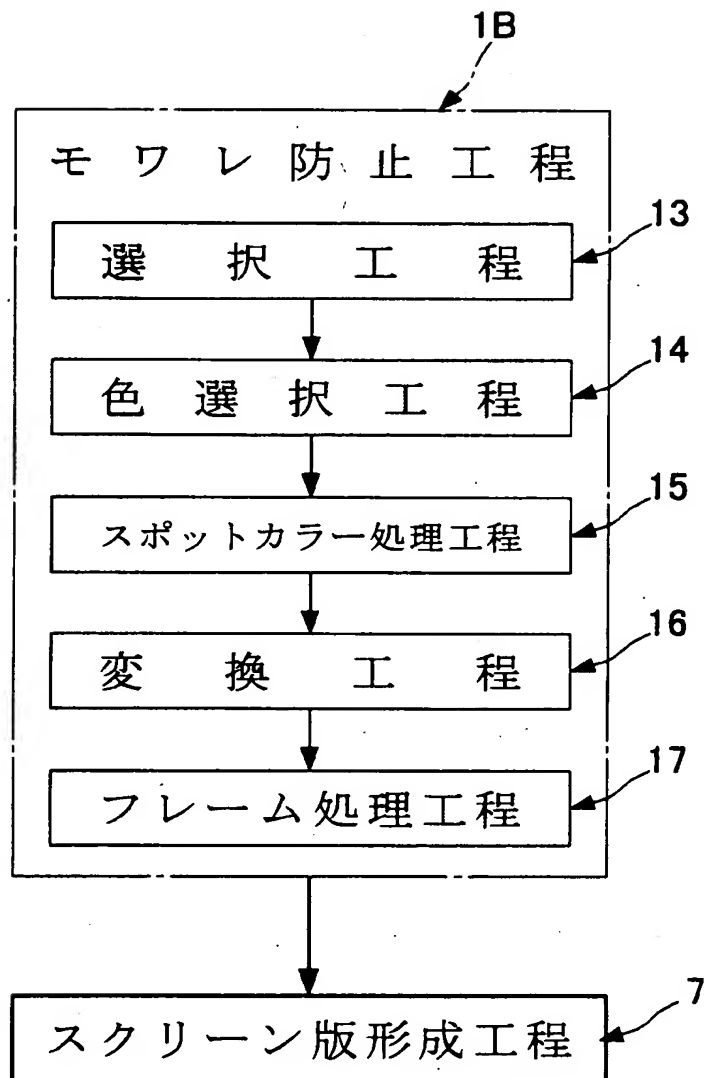 1B
モワレ防止工程
選択工程
13
色選択工程
14
スポットカラー処理工程
15
変換工程
16
フレーム処理工程
17
スクリーン版形成工程
7